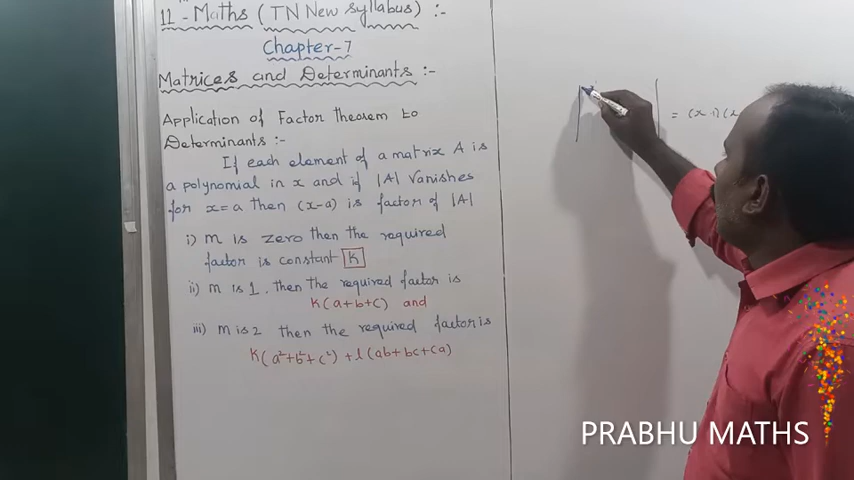 11 - Maths (TN New syllabus) :-
Chapter-7
Matrices and Determinants :-
Application of Factor theorem to
Determinants :-
If each element of a matrix A is
a polynomial in x and if |A| vanishes
for x=a then (x-a) is factor of |A|
i) m is zero then the required
factor is constant K
ii) m is 1. then the required factor is
K(a+b+c) and
iii) m is 2 then the required factor is
K(a²+b²+c²)+l(ab+bc+ca)
= (x-1)(x
PRABHU MATHS